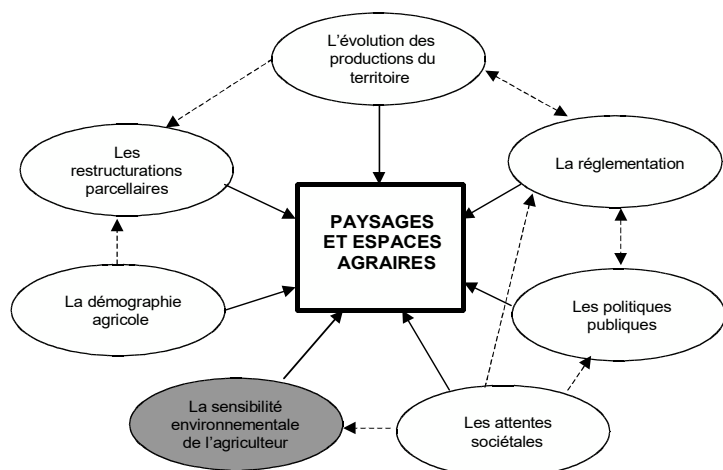 L'évolution des
productions du
territoire
Les
restructurations
parcellaires
La réglementation
PAYSAGES
ET ESPACES
AGRAIRES
La démographie
agricole
Les politiques
publiques
La sensibilité
environnementale
de l'agriculteur
Les attentes
sociétales